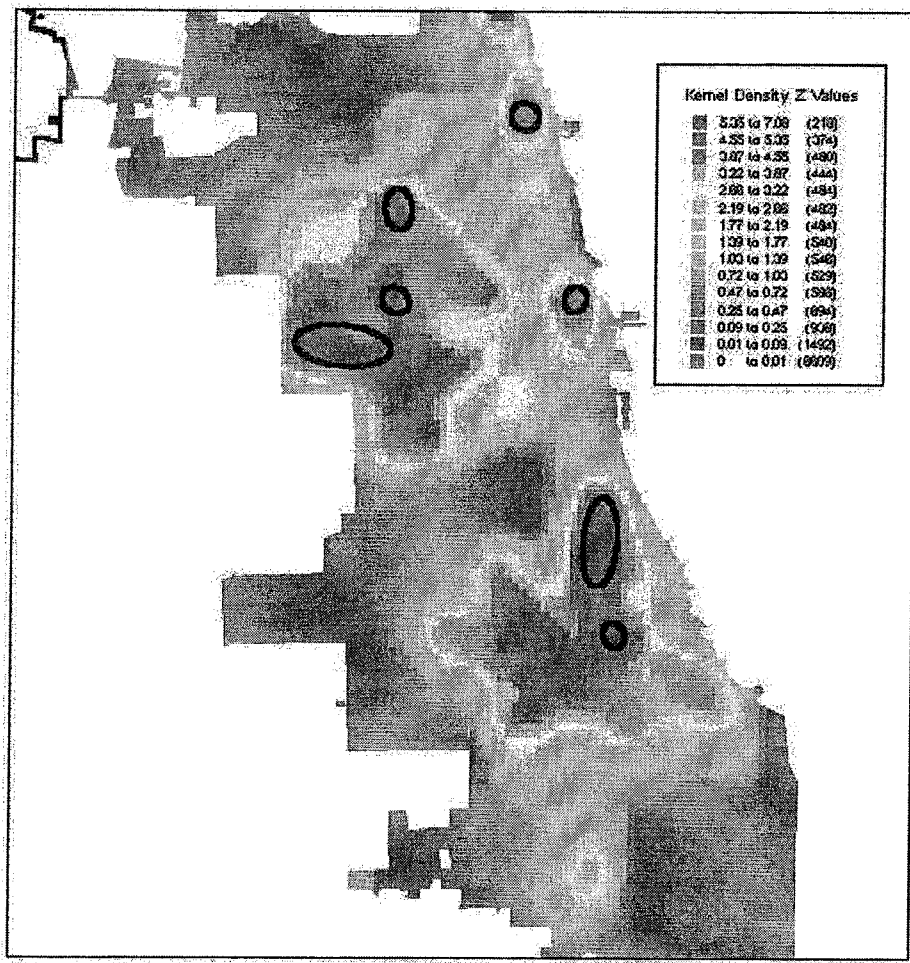 Kernel Density Z Values
5.35 to 7.08 (218)
4.55 to 5.35 (374)
3.87 to 4.55 (480)
3.22 to 3.87 (444)
2.66 to 3.22 (484)
2.19 to 2.66 (482)
1.77 to 2.19 (484)
1.39 to 1.77 (540)
1.03 to 1.39 (546)
0.72 to 1.03 (529)
0.47 to 0.72
0.25 to 0.47 (694)
0.09 to 0.25
0.01 to 0.09 (1492)
0 to 0.01